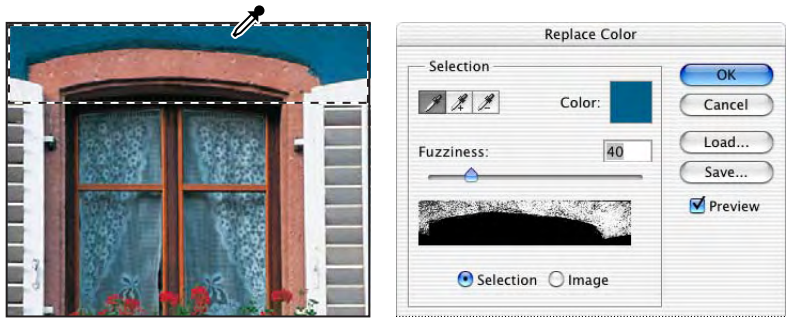 Replace Color
Selection
Color:
Fuzziness:
40
Selection
Image
OK
Cancel
Load...
Save...
Preview